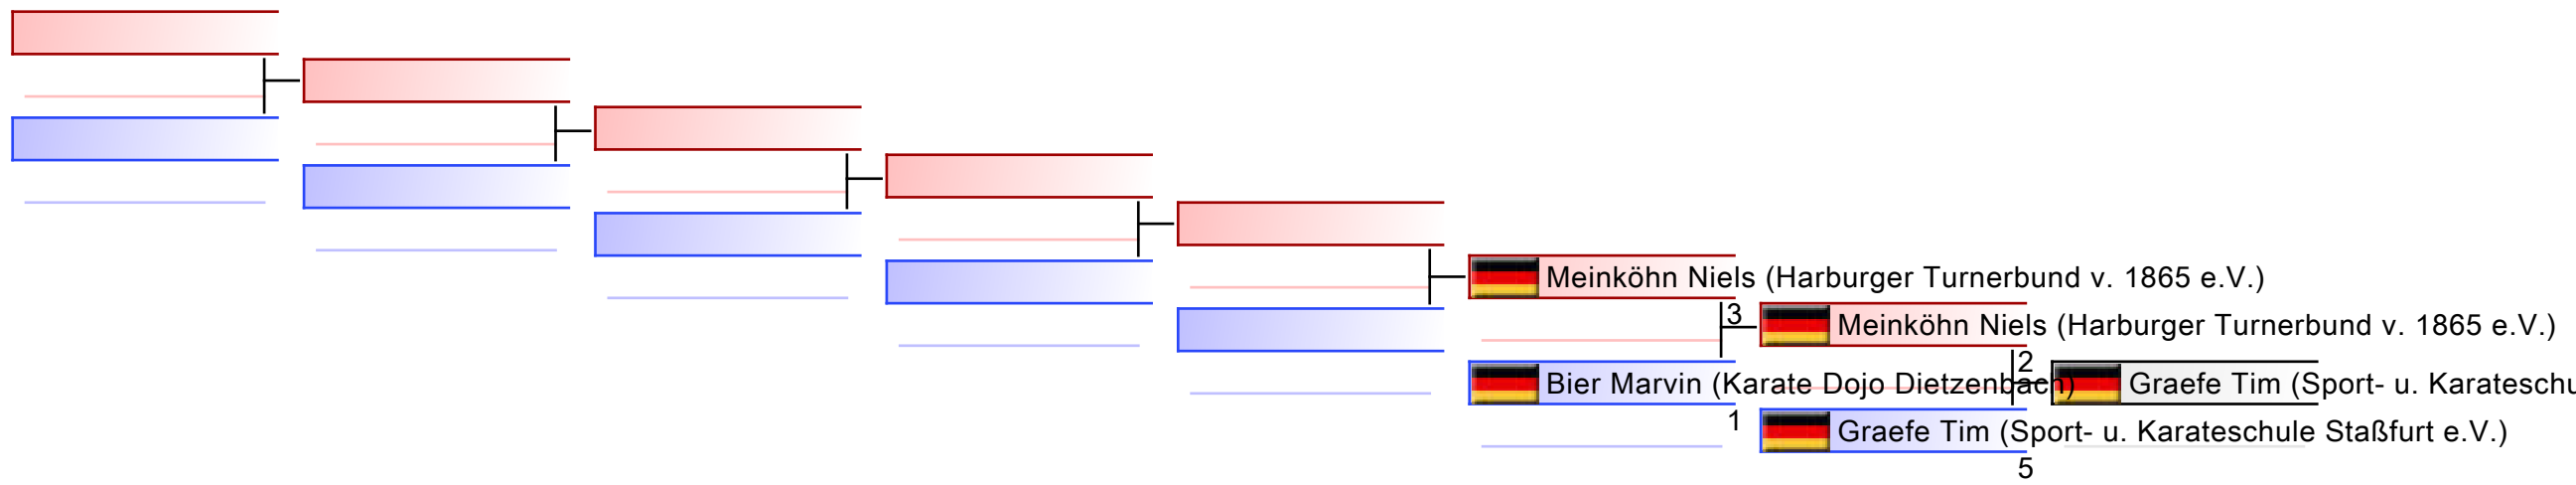 Meinköhn Niels (Harburger Turnerbund v. 1865 e.V.)
3
Meinköhn Niels (Harburger Turnerbund v. 1865 e.V.)
2
Bier Marvin (Karate Dojo Dietzenbach)
Graefe Tim (Sport- u. Karateschu
1
Graefe Tim (Sport- u. Karateschule Staßfurt e.V.)
5